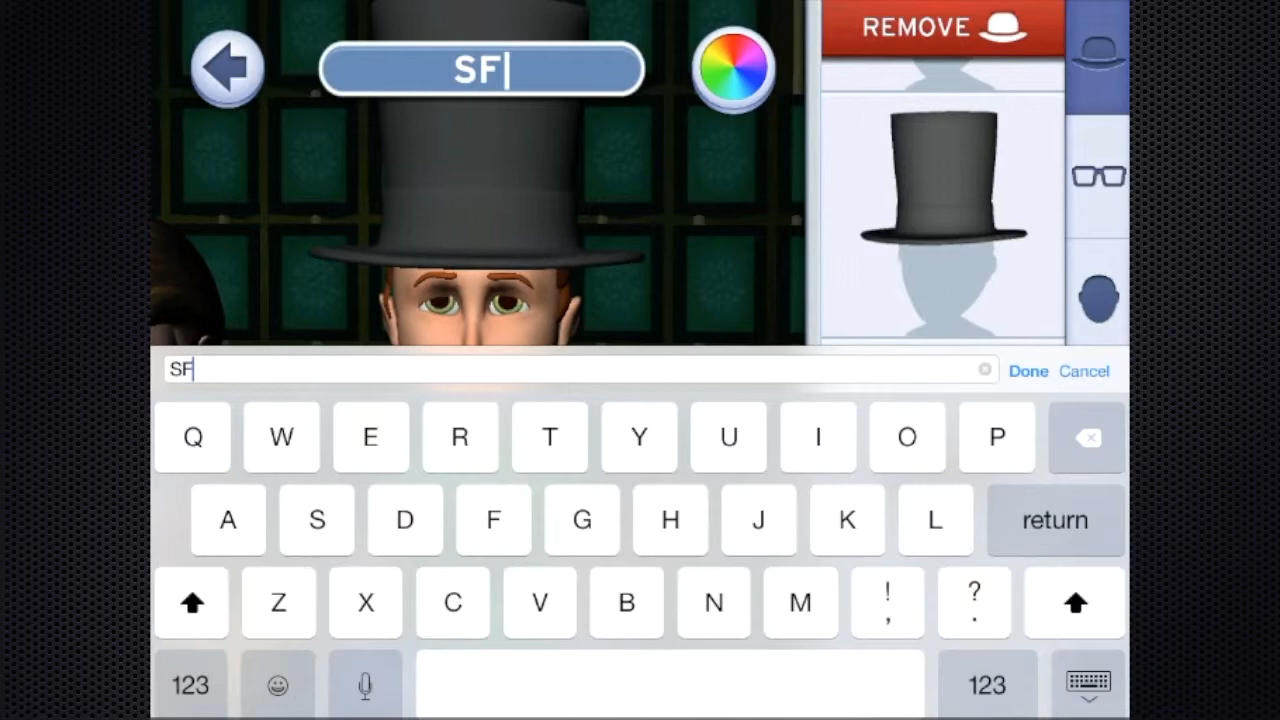 SF
REMOVE
SF
Done Cancel
Q W E R T Y U I O P
A S D F G H J K L return
Z X C V B N M ! , ? .
123 123